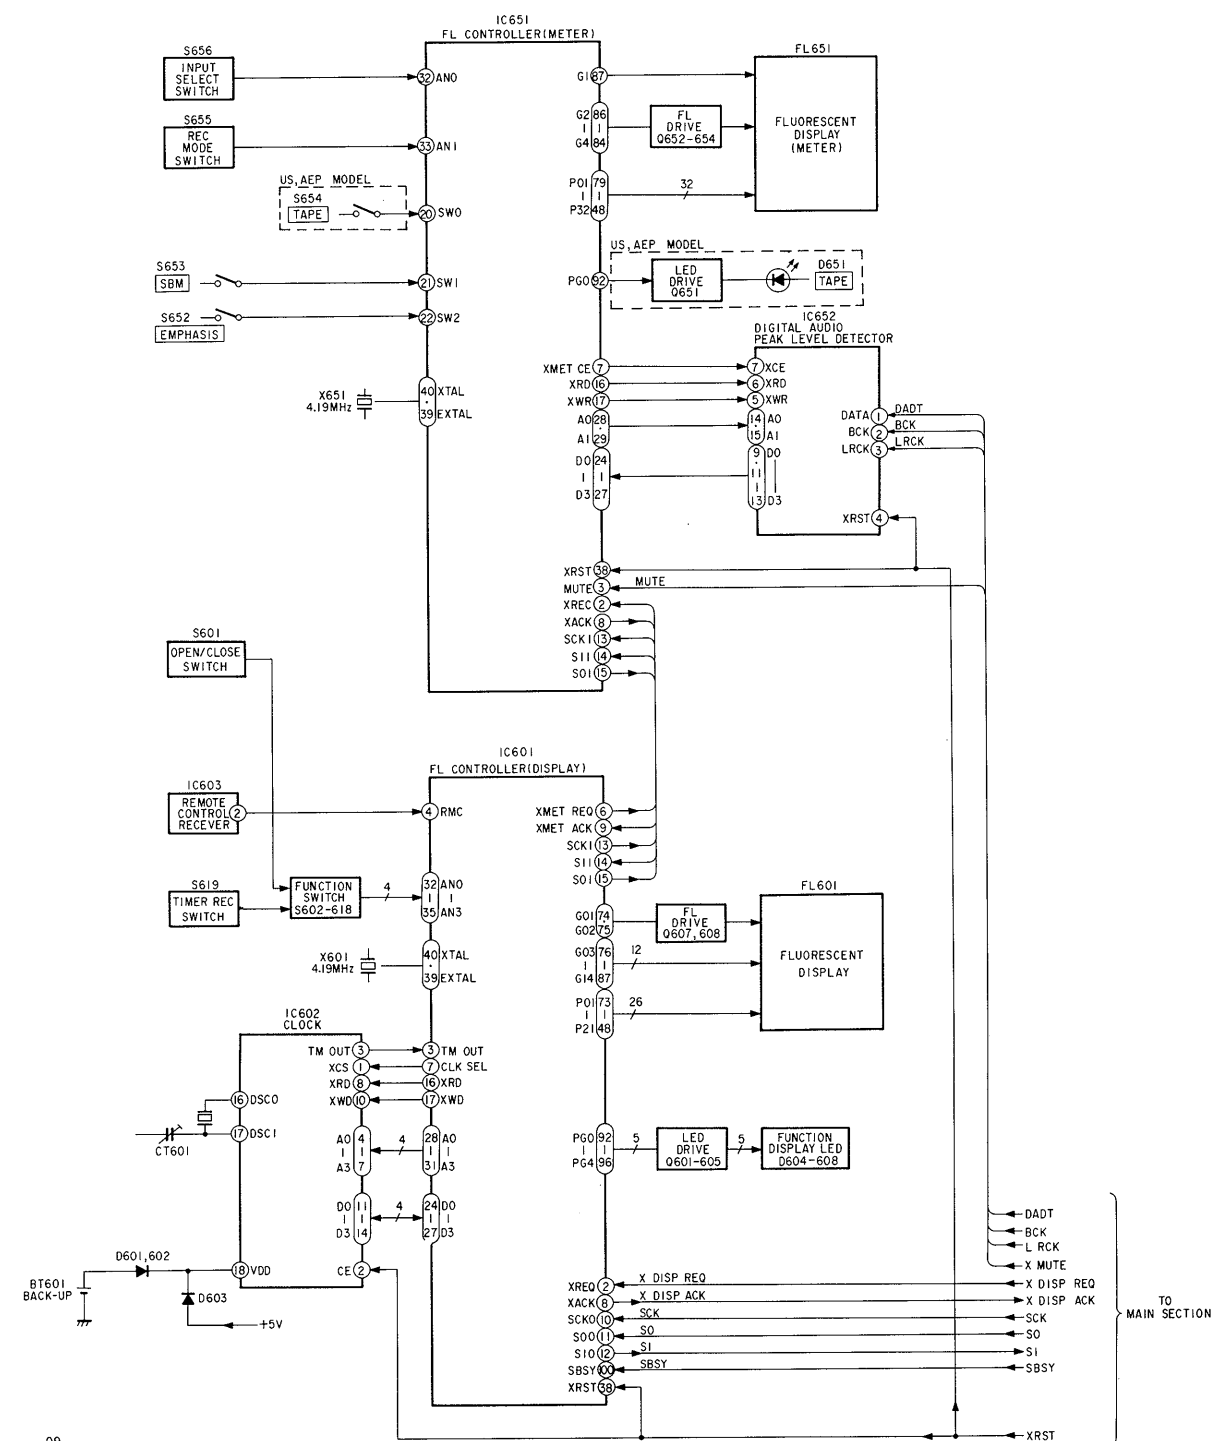 IC651
FL CONTROLLER(METER)
S656
INPUT
SELECT
SWITCH
32 AN0
S655
REC
MODE
SWITCH
33 AN1
US, AEP MODEL
S654
TAPE
20 SW0
S653
SBM
21 SW1
S652
EMPHASIS
22 SW2
X651
4.19MHz
40 XTAL
39 EXTAL
G1 87
G2 86
G4 84
FL
DRIVE
Q652-654
P01 79
P32 48
32
FL651
FLUORESCENT
DISPLAY
(METER)
US, AEP MODEL
PG0 92
LED
DRIVE
Q651
D651
TAPE
IC652
DIGITAL AUDIO
PEAK LEVEL DETECTOR
XMET CE 7
7 XCE
XRD 16
6 XRD
XWR 17
5 XWR
A0 28
A1 29
14 A0
15 A1
D0 24
D3 27
9 D0
11
13 D3
DATA 1 DADT
BCK 2 BCK
LRCK 3 LRCK
XRST 4
XRST 38
MUTE 3 MUTE
XREC 2
XACK 8
SCK1 13
SI1 14
SO1 15
S601
OPEN/CLOSE
SWITCH
IC601
FL CONTROLLER(DISPLAY)
IC603
REMOTE
CONTROL
RECEVER
2
4 RMC
S619
TIMER REC
SWITCH
FUNCTION
SWITCH
S602-618
4
32 AN0
35 AN3
X601
4.19MHz
40 XTAL
39 EXTAL
XMET REQ 6
XMET ACK 9
SCK1 13
SI1 14
SO1 15
G01 74
G02 75
FL
DRIVE
Q607,608
G03 76
G14 87
12
P01 73
P21 48
26
FL601
FLUORESCENT
DISPLAY
IC602
CLOCK
TM OUT 3
3 TM OUT
XCS 1
7 CLK SEL
XRD 8
16 XRD
XWD 10
17 XWD
16 DSC0
17 DSC1
CT601
A0 4
A3 7
4
28 A0
31 A3
D0 11
D3 14
4
24 D0
27 D3
18 VDD
CE 2
D601,602
BT601
BACK-UP
D603
+5V
PG0 92
PG4 96
5
LED
DRIVE
Q601-605
5
FUNCTION
DISPLAY LED
D604-608
DADT
BCK
L RCK
X MUTE
XREQ 2 X DISP REQ X DISP REQ
XACK 8 X DISP ACK X DISP ACK
SCK0 10 SCK SCK
SO0 11 SO SO
SI0 12 SI SI
SBSY 100 SBSY SBSY
XRST 38
XRST
TO
MAIN SECTION